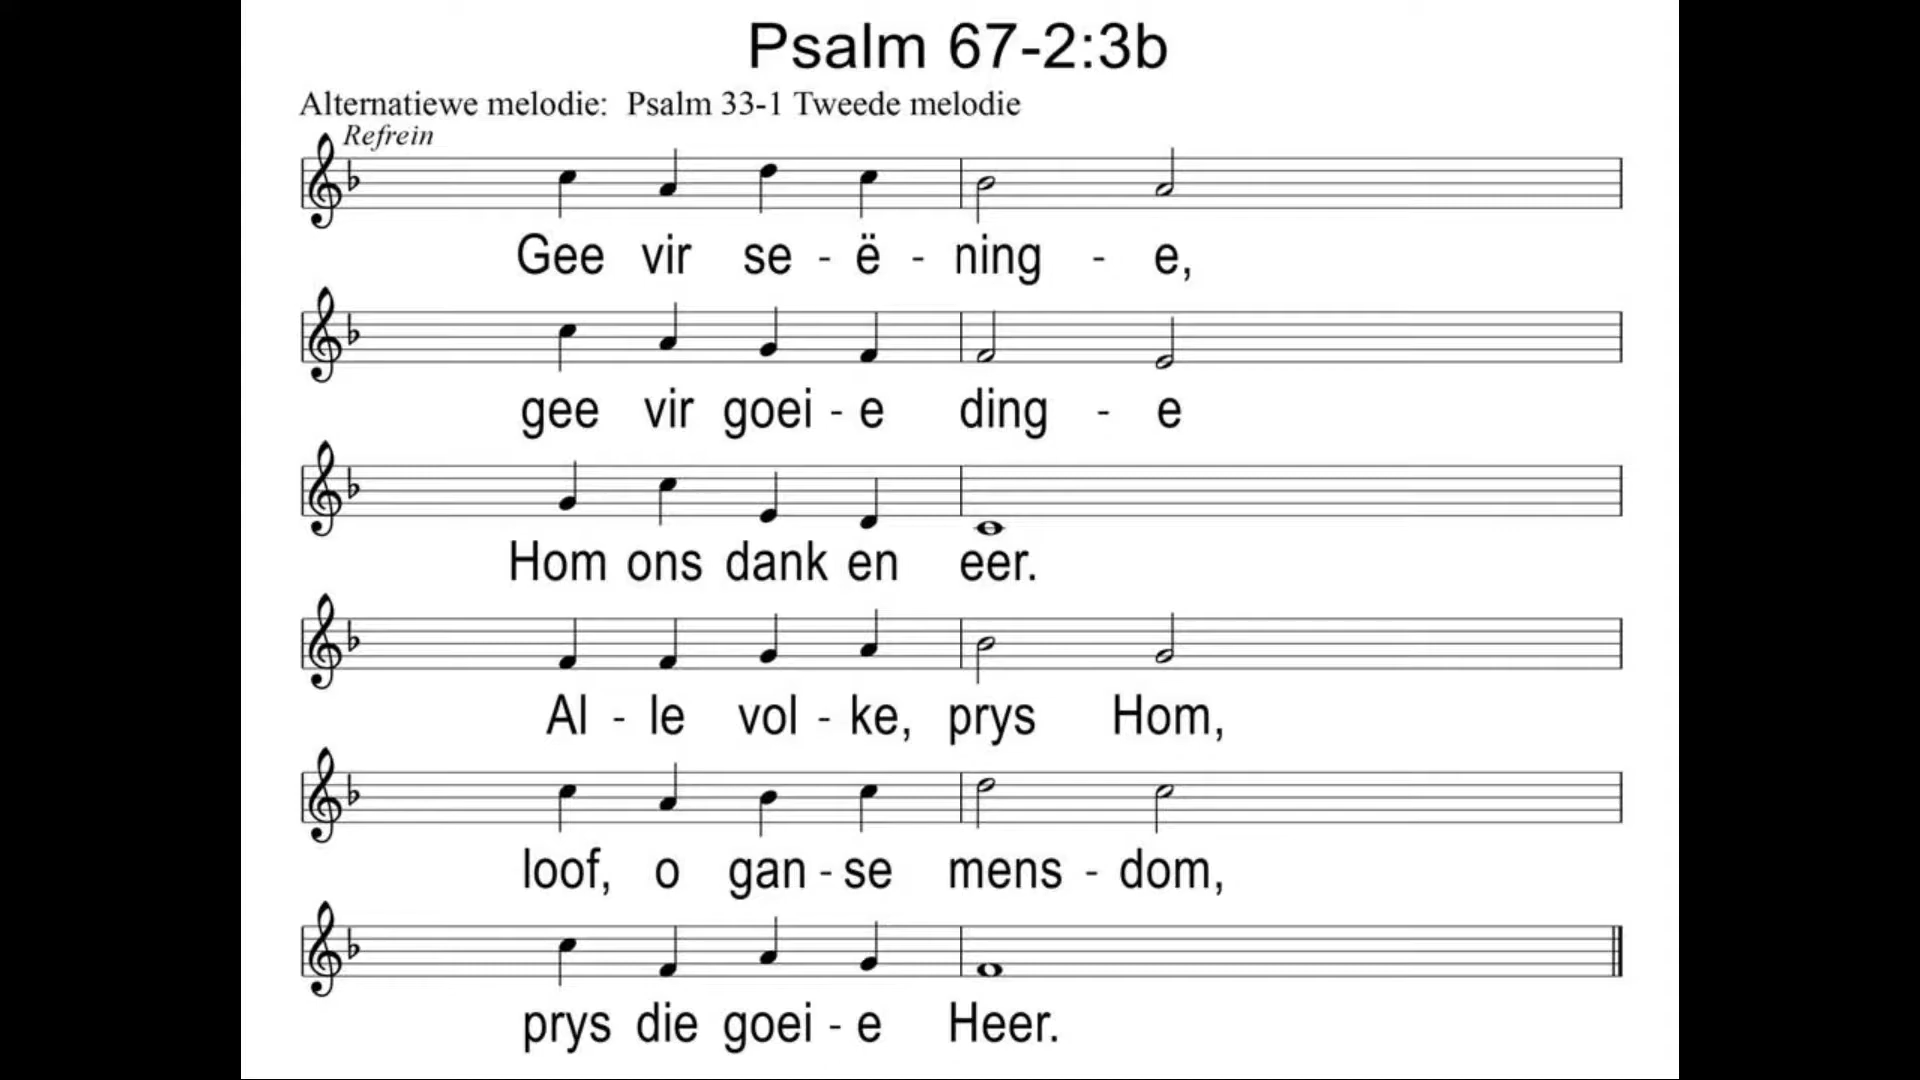 Psalm 67-2:3b
Alternatiewe melodie: Psalm 33-1 Tweede melodie
Refrein
Gee vir se - ë - ning - e,
gee vir goei - e ding - e
Hom ons dank en eer.
Al - le vol - ke, prys Hom,
loof, o gan - se mens - dom,
prys die goei - e Heer.